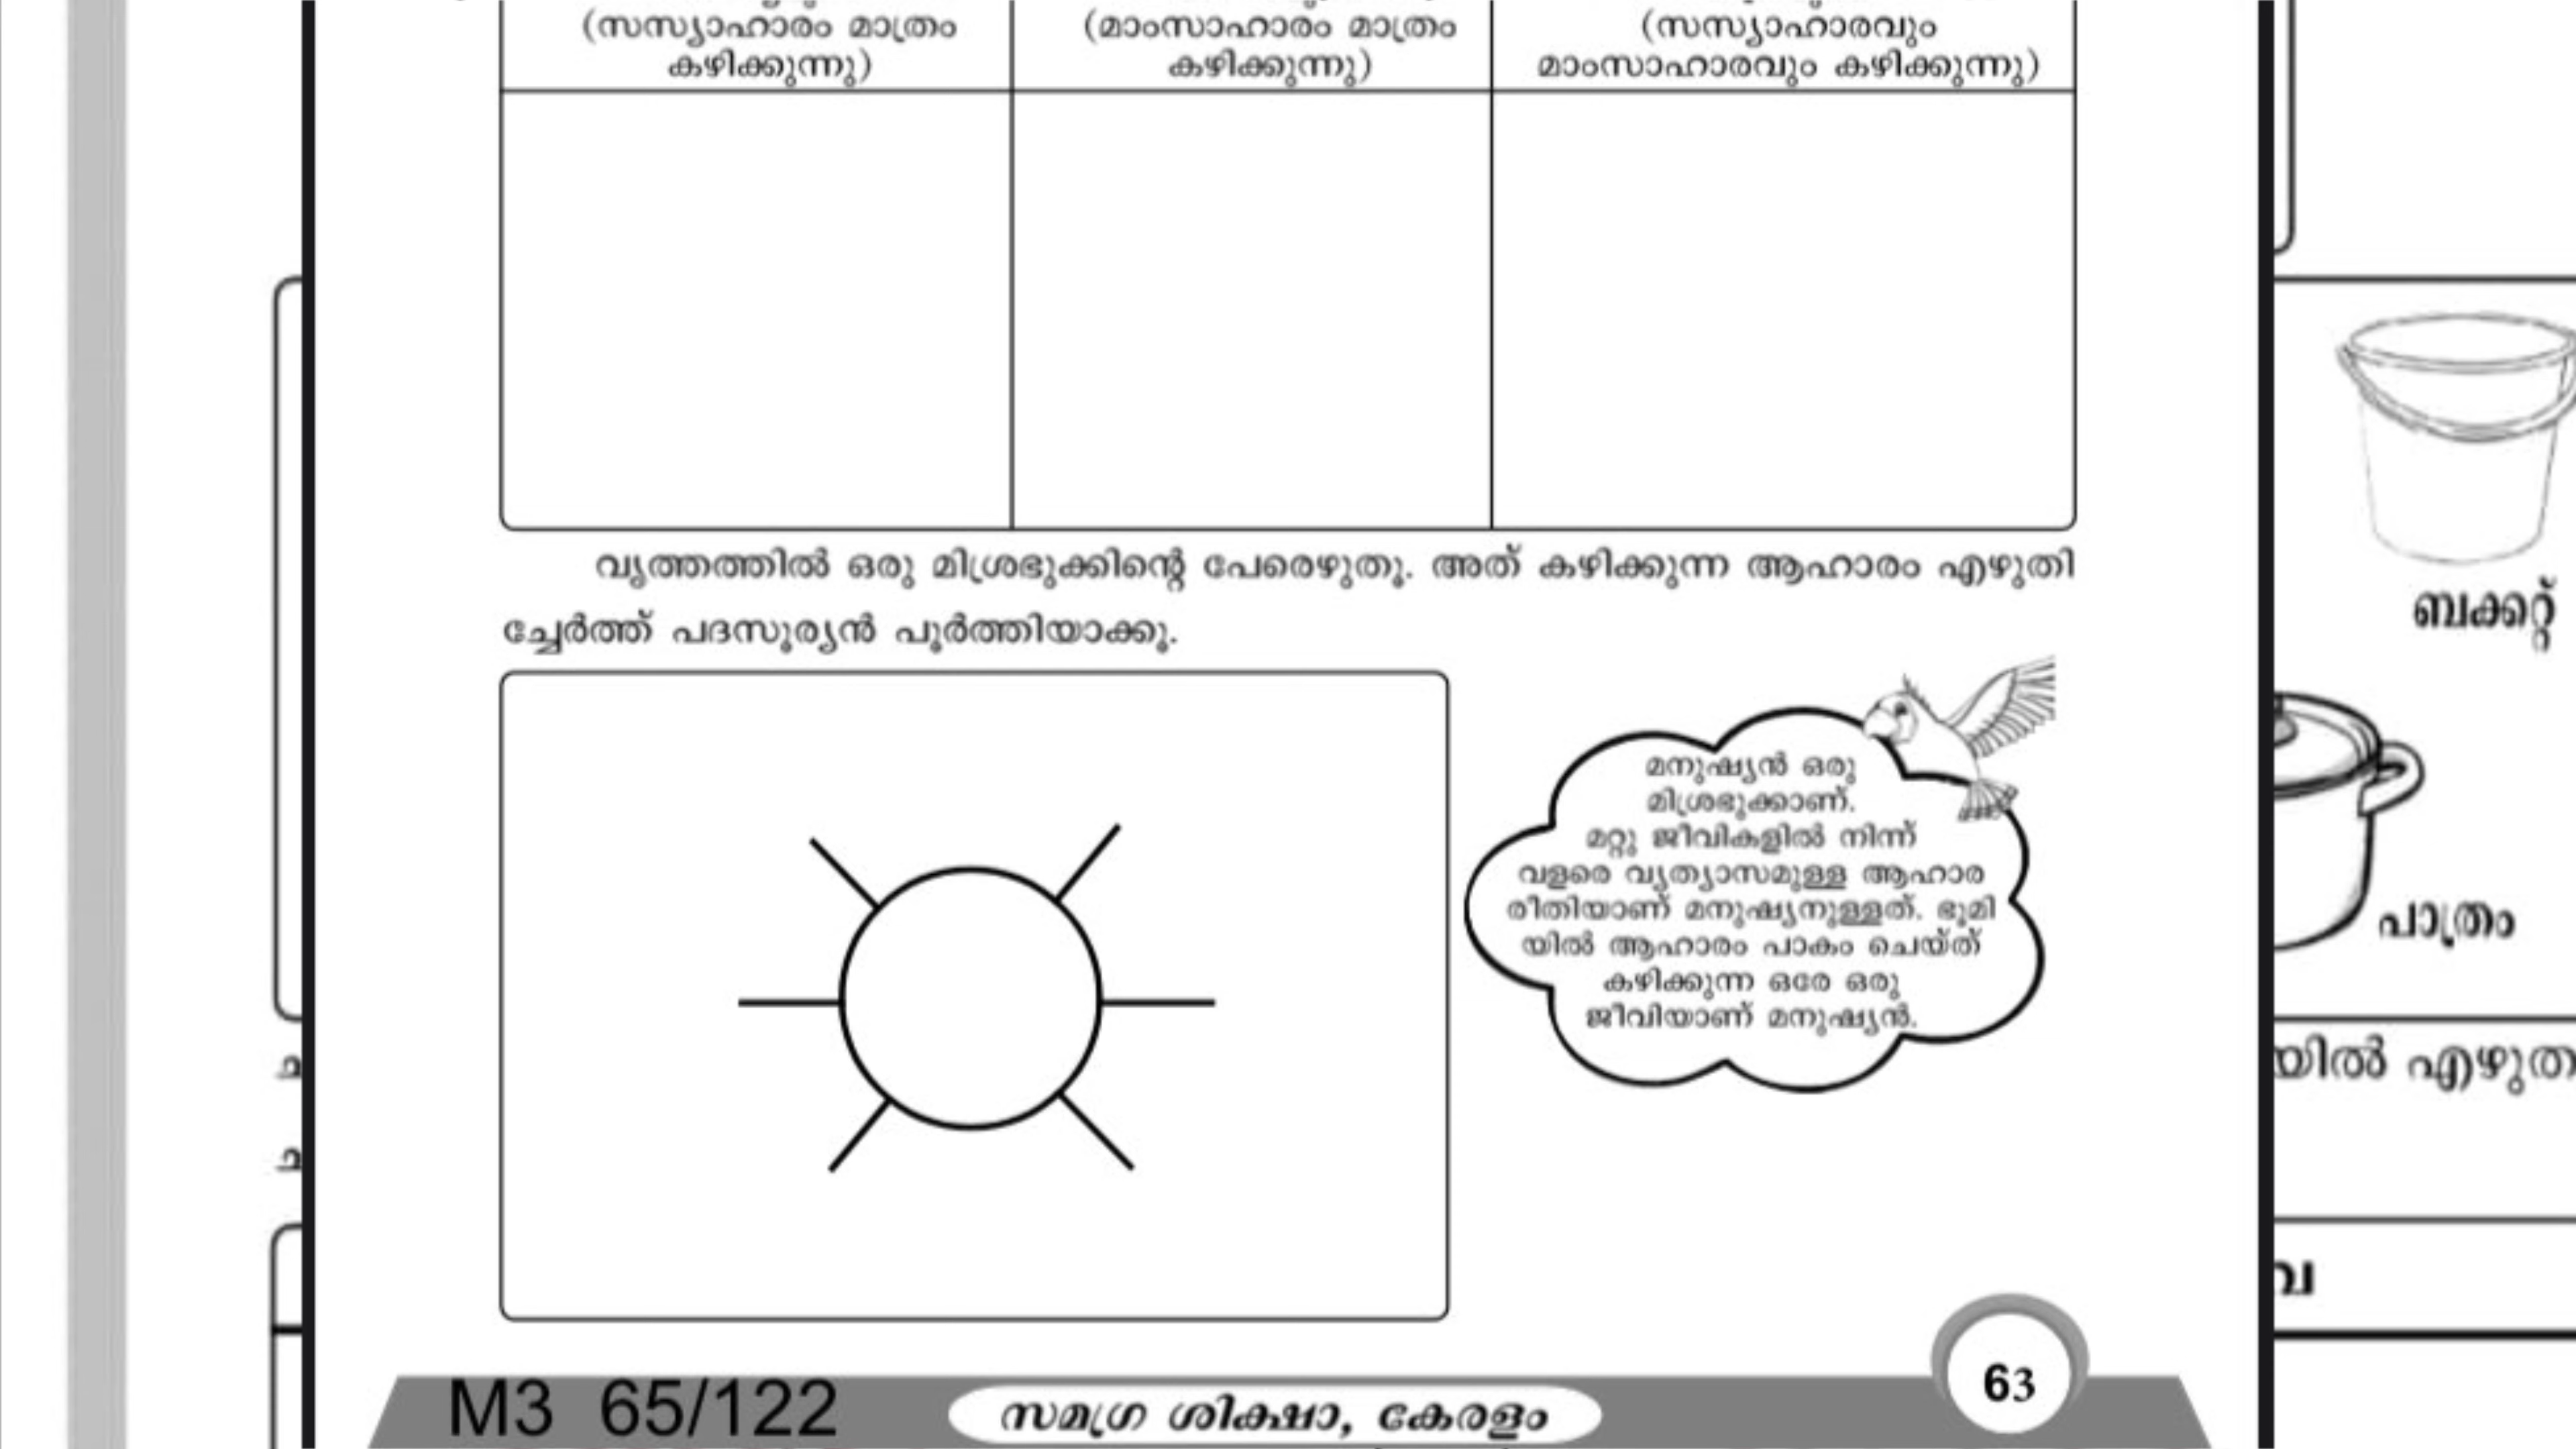 (സസ്യാഹാരം മാത്രം
കഴിക്കുന്നു)
(മാംസാഹാരം മാത്രം
കഴിക്കുന്നു)
(സസ്യാഹാരവും
മാംസാഹാരവും കഴിക്കുന്നു)
വൃത്തത്തിൽ ഒരു മിശ്രഭുക്കിന്റെ പേരെഴുതൂ. അത് കഴിക്കുന്ന ആഹാരം എഴുതി
ച്ചേർത്ത് പദസൂര്യൻ പൂർത്തിയാക്കൂ.
മനുഷ്യൻ ഒരു
മിശ്രഭുക്കാണ്.
മറ്റു ജീവികളിൽ നിന്ന്
വളരെ വ്യത്യാസമുള്ള ആഹാര
രീതിയാണ് മനുഷ്യനുള്ളത്. ഭൂമി
യിൽ ആഹാരം പാകം ചെയ്ത്
കഴിക്കുന്ന ഒരേ ഒരു
ജീവിയാണ് മനുഷ്യൻ.
M3 65/122
സമഗ്ര ശിക്ഷാ, കേരളം
63
ബക്കറ്റ്
പാത്രം
യിൽ എഴുത